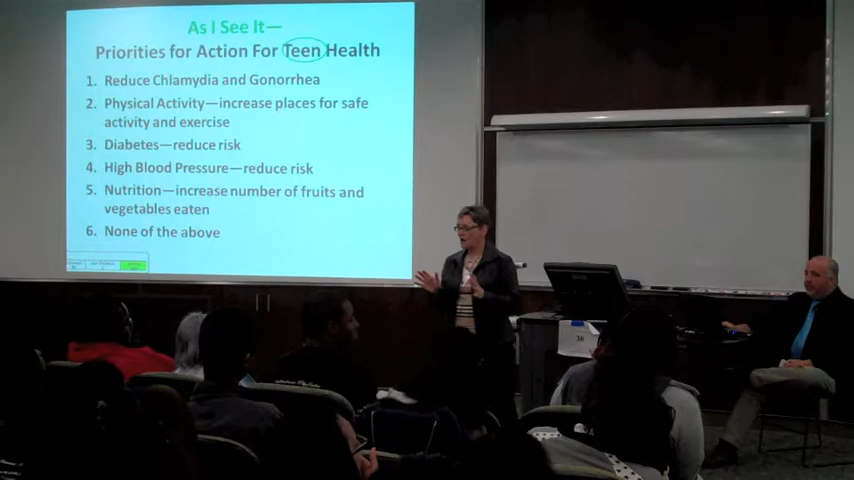 As I See It—
Priorities for Action For Teen Health
1. Reduce Chlamydia and Gonorrhea
2. Physical Activity—increase places for safe
activity and exercise
3. Diabetes—reduce risk
4. High Blood Pressure—reduce risk
5. Nutrition—increase number of fruits and
vegetables eaten
6. None of the above